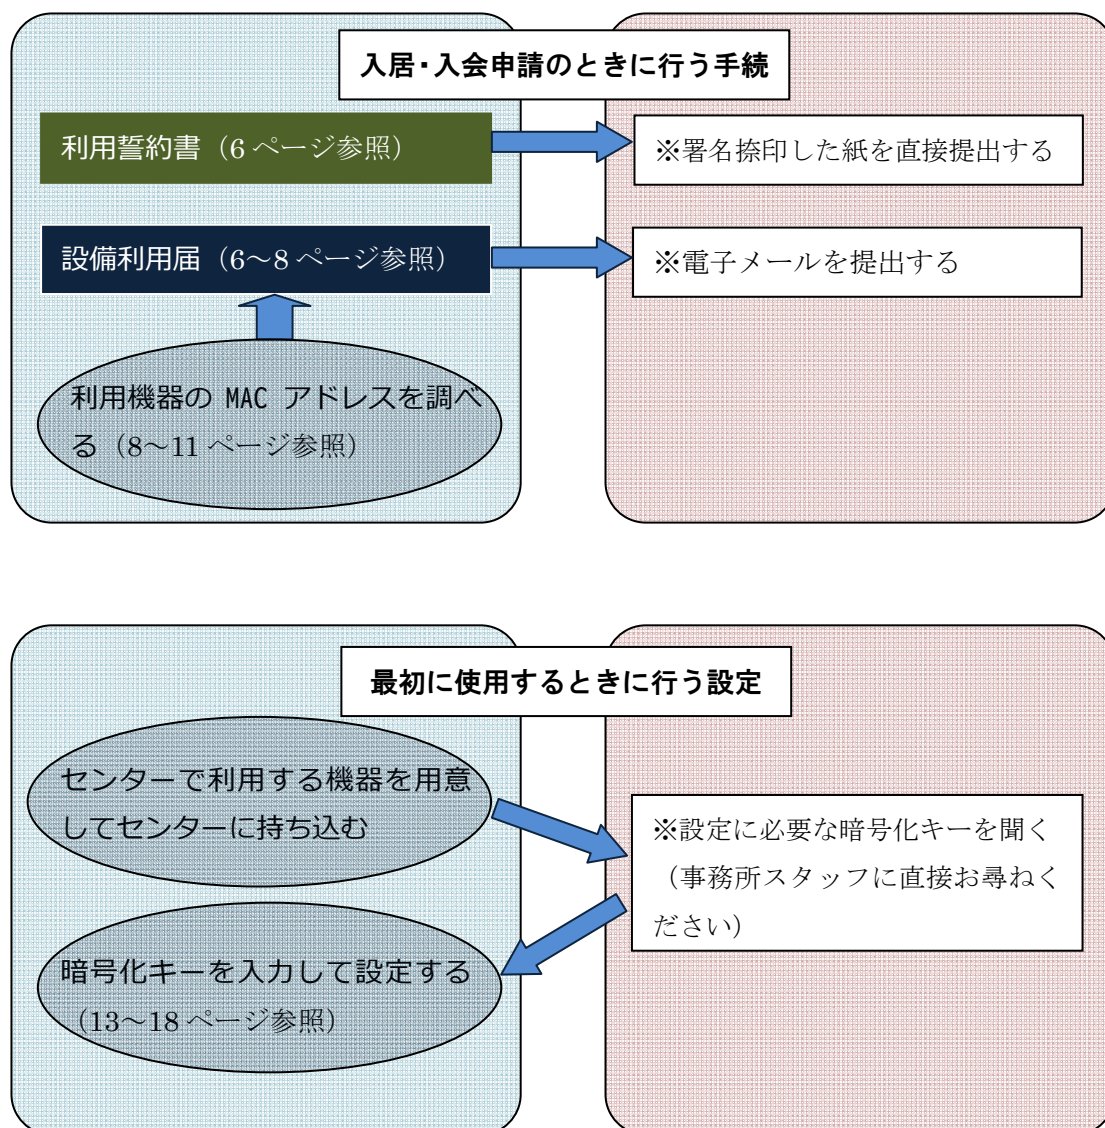 入居・入会申請のときに行う手続
利用誓約書（6 ページ参照）
※署名捺印した紙を直接提出する
設備利用届（6～8 ページ参照）
※電子メールを提出する
利用機器の MAC アドレスを調べ
る（8～11 ページ参照）
最初に使用するときに行う設定
センターで利用する機器を用意
してセンターに持ち込む
※設定に必要な暗号化キーを聞く
（事務所スタッフに直接お尋ねく
ださい）
暗号化キーを入力して設定する
（13～18 ページ参照）